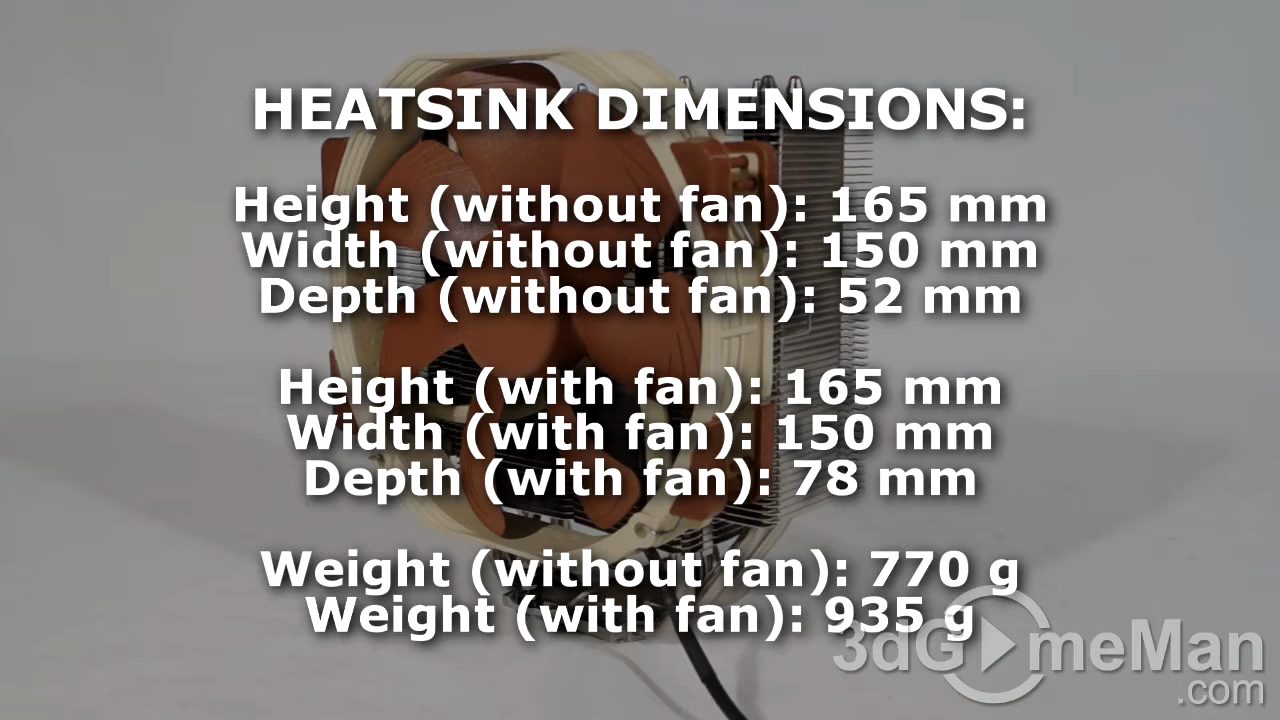 HEATSINK DIMENSIONS:
Height (without fan): 165 mm
Width (without fan): 150 mm
Depth (without fan): 52 mm
Height (with fan): 165 mm
Width (with fan): 150 mm
Depth (with fan): 78 mm
Weight (without fan): 770 g
Weight (with fan): 935 g
3dGameMan
.com